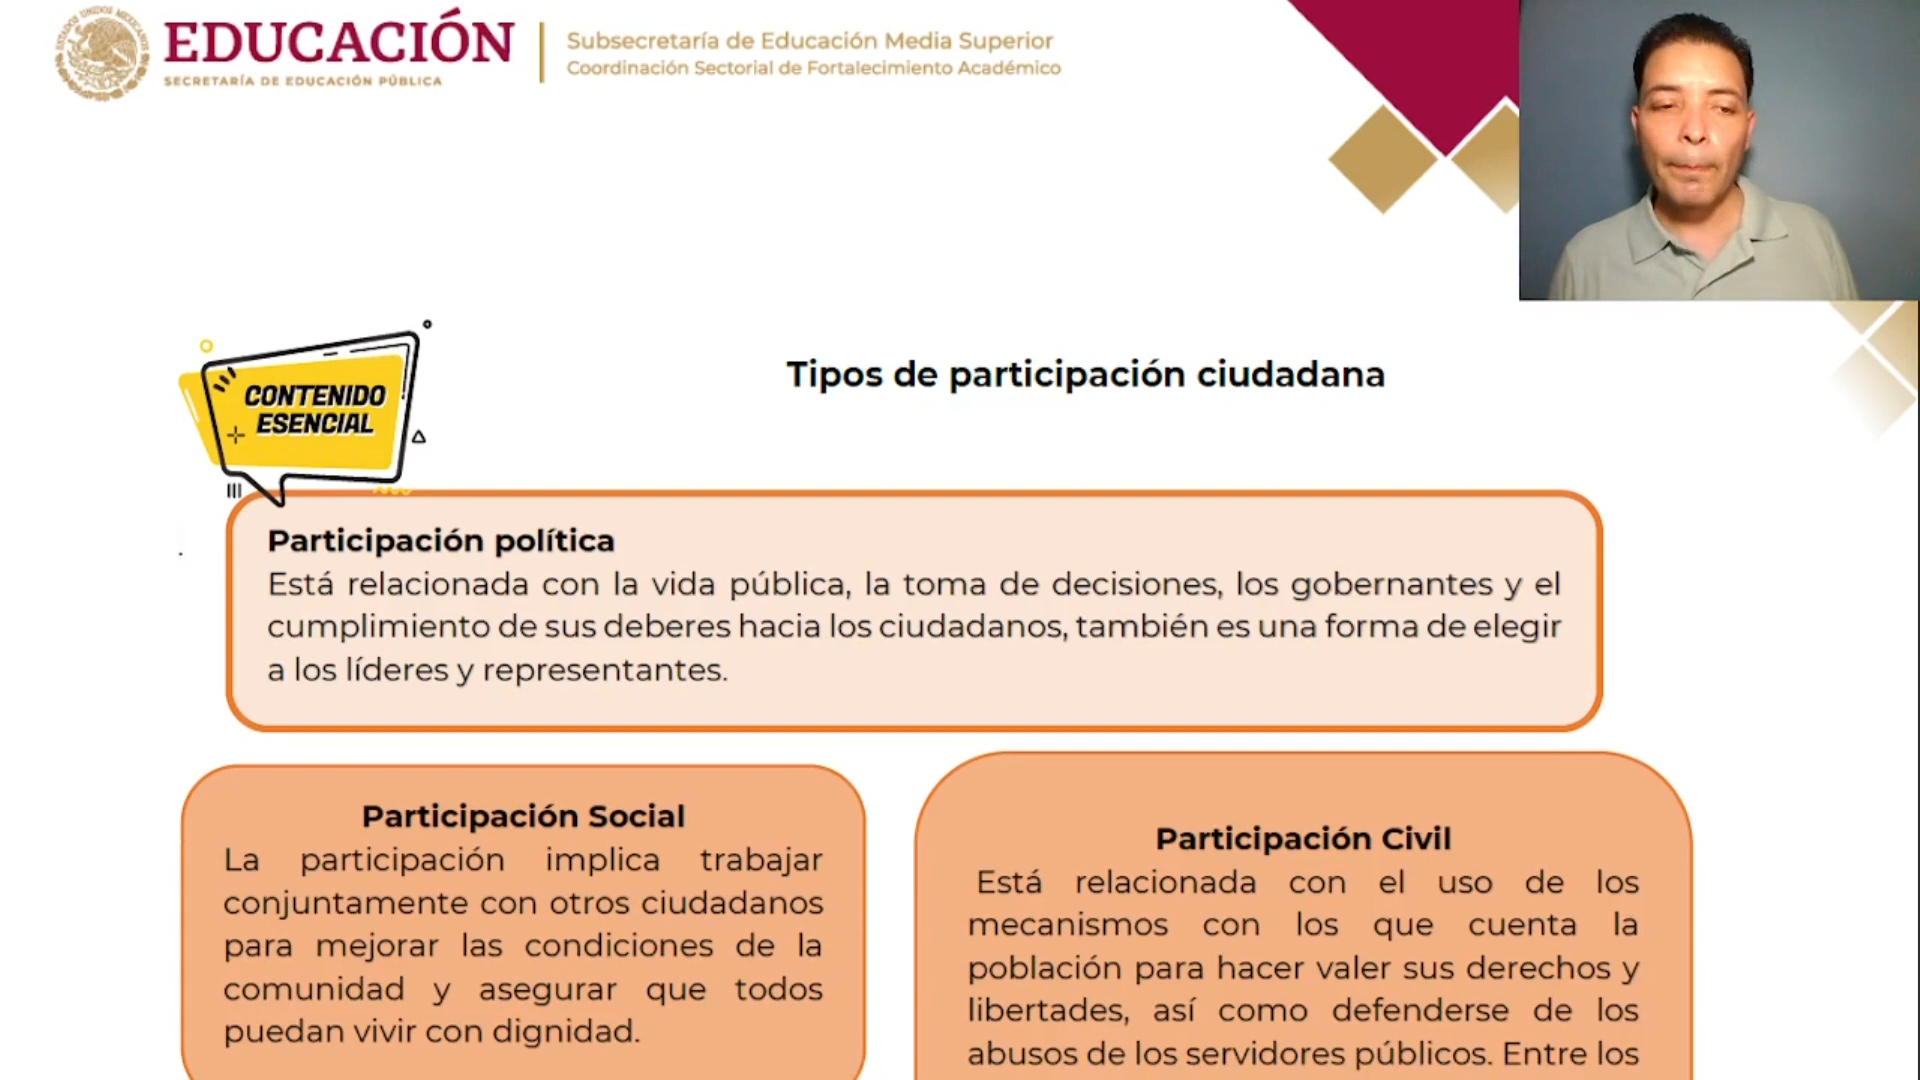 EDUCACIÓN
SECRETARÍA DE EDUCACIÓN PÚBLICA
Subsecretaría de Educación Media Superior
Coordinación Sectorial de Fortalecimiento Académico
ESTADOS UNIDOS MEXICANOS
Tipos de participación ciudadana
CONTENIDO
ESENCIAL
Participación política
Está relacionada con la vida pública, la toma de decisiones, los gobernantes y el
cumplimiento de sus deberes hacia los ciudadanos, también es una forma de elegir
a los líderes y representantes.
Participación Social
La participación implica trabajar
conjuntamente con otros ciudadanos
para mejorar las condiciones de la
comunidad y asegurar que todos
puedan vivir con dignidad.
Participación Civil
Está relacionada con el uso de los
mecanismos con los que cuenta la
población para hacer valer sus derechos y
libertades, así como defenderse de los
abusos de los servidores públicos. Entre los